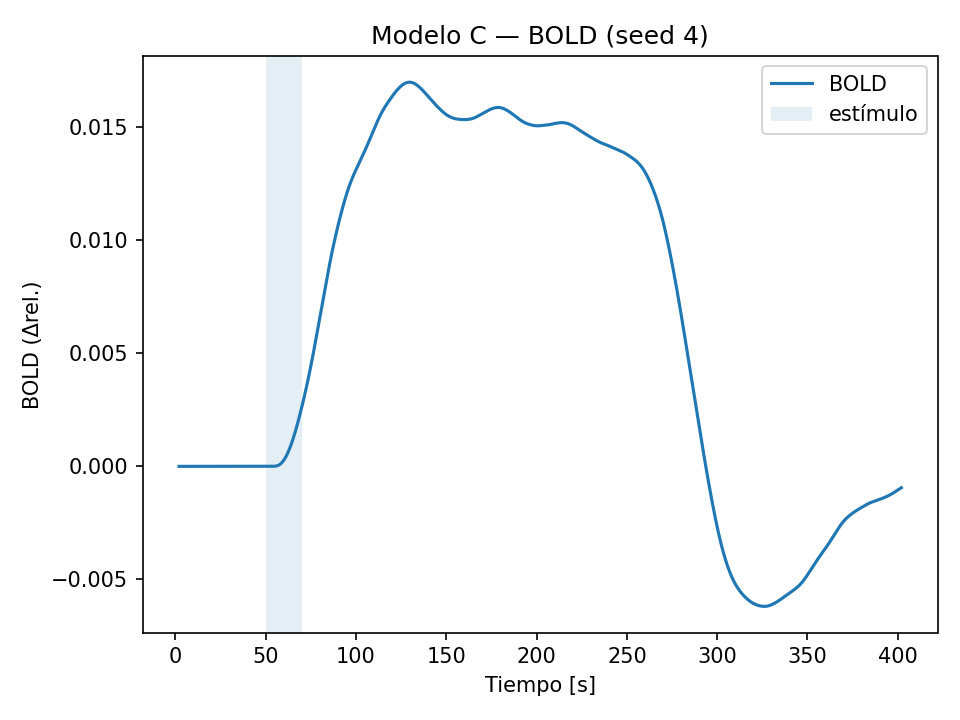 Modelo C — BOLD (seed 4)
BOLD
estímulo
BOLD (Δrel.)
0.015
0.010
0.005
0.000
−0.005
0 50 100 150 200 250 300 350 400
Tiempo [s]